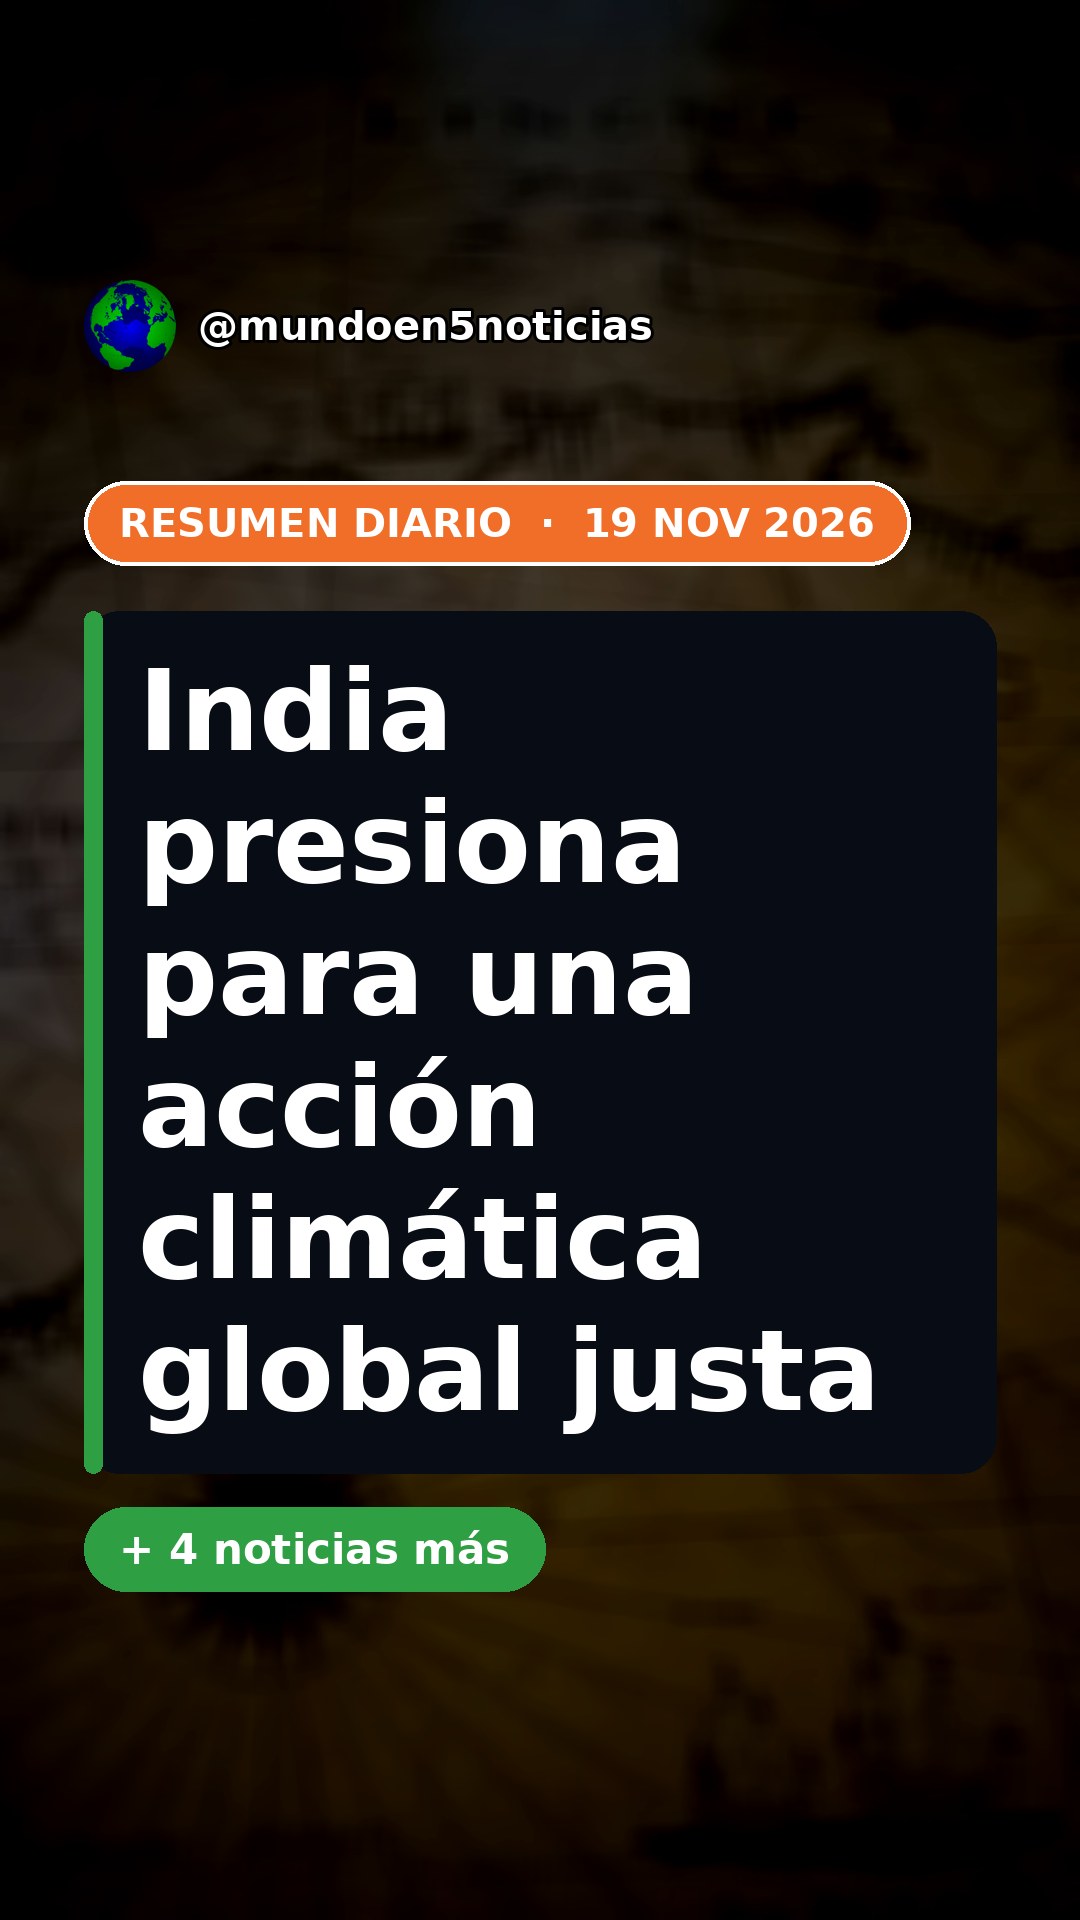 @mundoen5noticias
RESUMEN DIARIO · 19 NOV 2026
India
presiona
para una
acción
climática
global justa
+ 4 noticias más